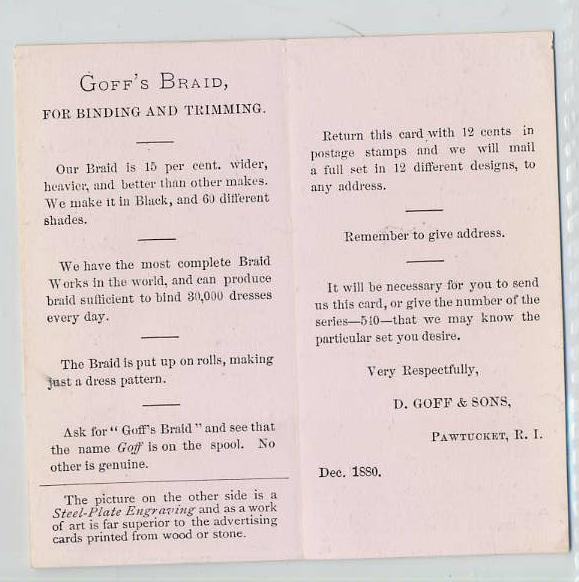 GOFF'S BRAID,
FOR BINDING AND TRIMMING.
Our Braid is 15 per cent. wider,
heavier, and better than other makes.
We make it in Black, and 60 different
shades.
We have the most complete Braid
Works in the world, and can produce
braid sufficient to bind 30,000 dresses
every day.
The Braid is put up on rolls, making
just a dress pattern.
Ask for "Goff's Braid" and see that
the name Goff is on the spool. No
other is genuine.
The picture on the other side is a
Steel-Plate Engraving and as a work
of art is far superior to the advertising
cards printed from wood or stone.
Return this card with 12 cents in
postage stamps and we will mail
a full set in 12 different designs, to
any address.
Remember to give address.
It will be necessary for you to send
us this card, or give the number of the
series—540—that we may know the
particular set you desire.
Very Respectfully,
D. GOFF & SONS,
PAWTUCKET, R. I.
Dec. 1880.